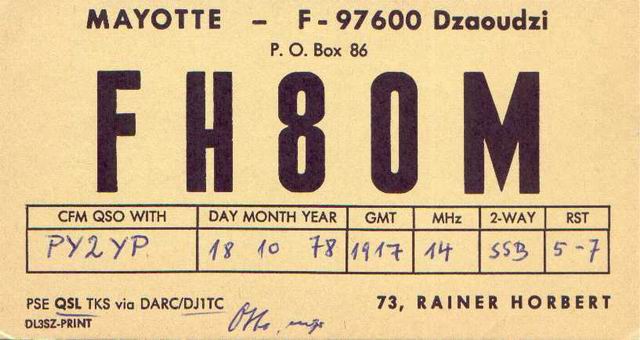 MAYOTTE – F-97600 Dzaoudzi
P. O. Box 86
FH8OM
CFM QSO WITH DAY MONTH YEAR GMT MHz 2-WAY RST
PY2YP 18 10 78 1917 14 SSB 5-7
PSE QSL TKS via DARC/DJ1TC 73, RAINER HORBERT
DL3SZ-PRINT